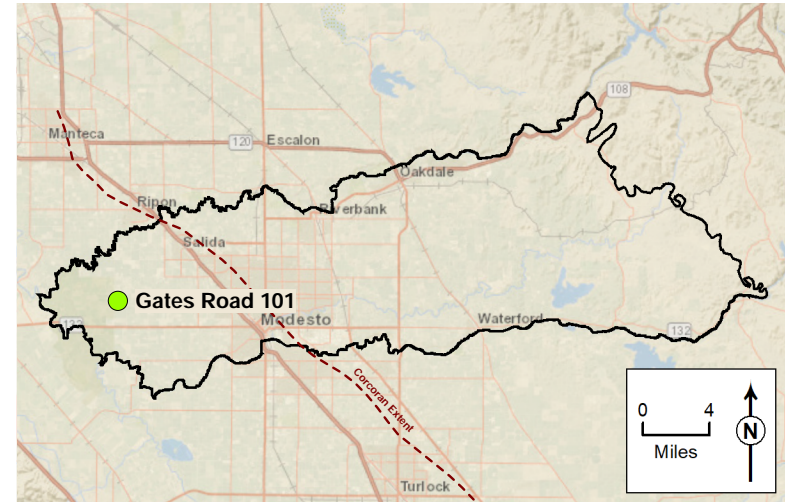 108
Manteca
120
Escalon
Oakdale
Ripon
Riverbank
Salida
Gates Road 101
132
Modesto
Waterford
132
Corcoran Extent
0 4
Miles
N
Turlock